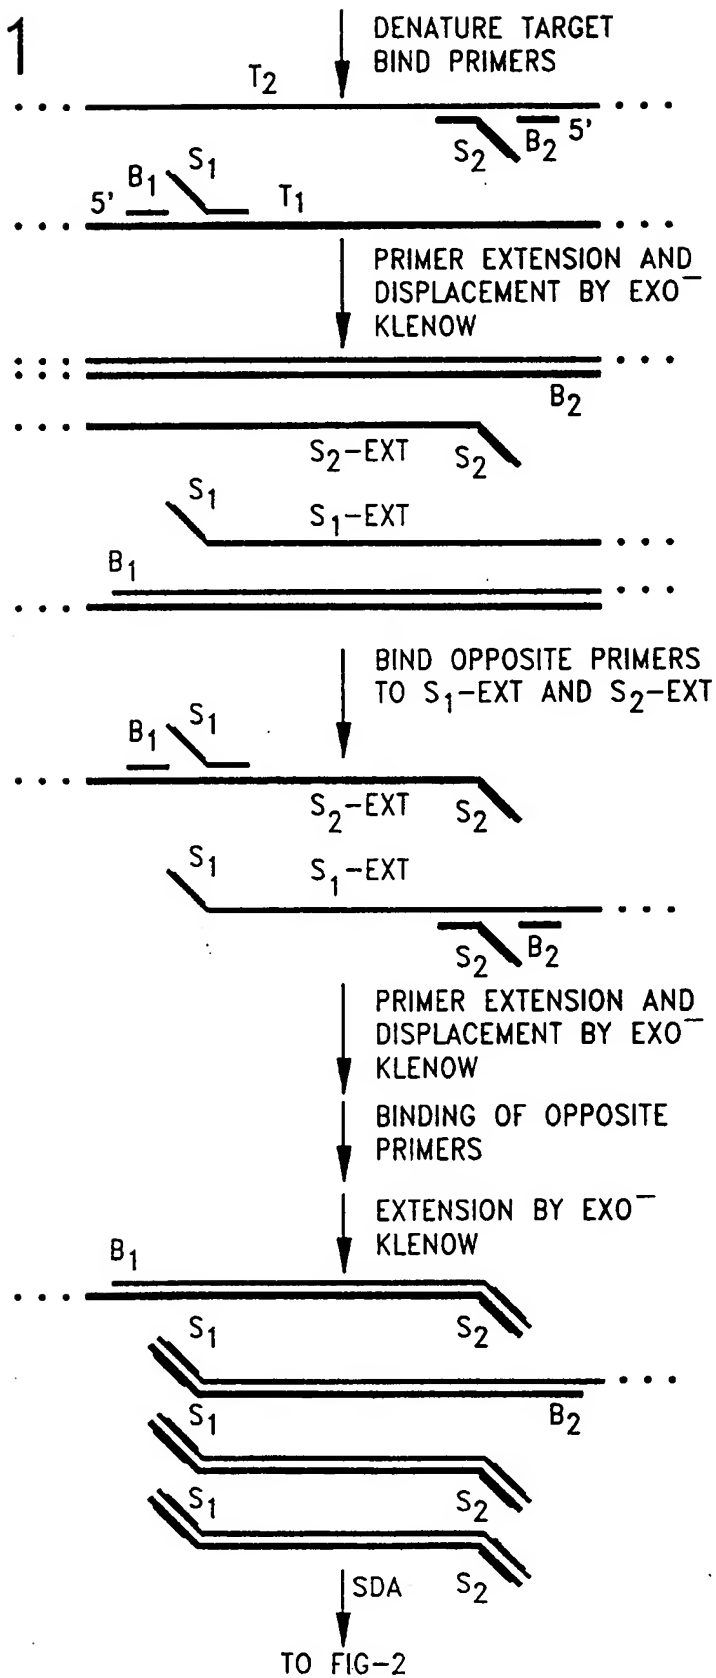 1
DENATURE TARGET
BIND PRIMERS
T2
S2
B2
5'
5'
B1
S1
T1
PRIMER EXTENSION AND
DISPLACEMENT BY EXO⁻
KLENOW
B2
S2-EXT
S2
S1
S1-EXT
B1
BIND OPPOSITE PRIMERS
TO S1-EXT AND S2-EXT
B1
S1
S2-EXT
S2
S1
S1-EXT
S2
B2
PRIMER EXTENSION AND
DISPLACEMENT BY EXO⁻
KLENOW
BINDING OF OPPOSITE
PRIMERS
EXTENSION BY EXO⁻
KLENOW
B1
S2
S1
B2
S1
S2
S1
S2
SDA
TO FIG-2